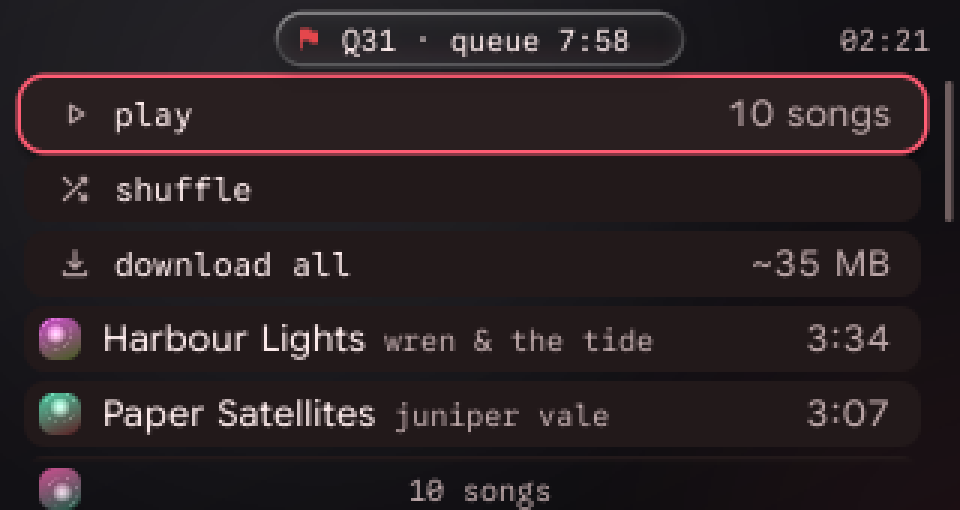 Q31 · queue 7:58
02:21
play 10 songs
shuffle
download all ~35 MB
Harbour Lights wren & the tide 3:34
Paper Satellites juniper vale 3:07
10 songs